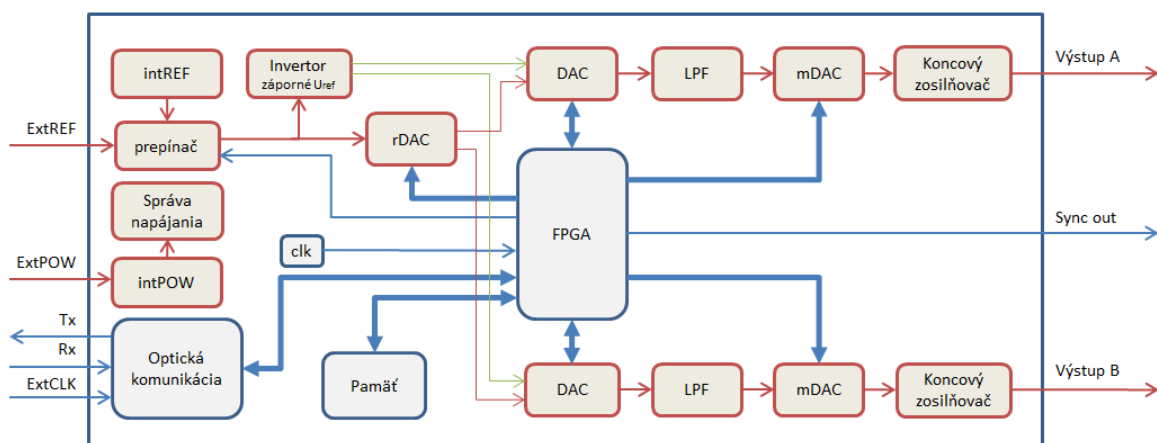 intREF
Invertor
záporné Uref
DAC
LPF
mDAC
Koncový
zosilňovač
Výstup A
ExtREF
prepínač
rDAC
Správa
napájania
FPGA
Sync out
clk
ExtPOW
intPOW
Tx
Rx
ExtCLK
Optická
komunikácia
Pamäť
DAC
LPF
mDAC
Koncový
zosilňovač
Výstup B